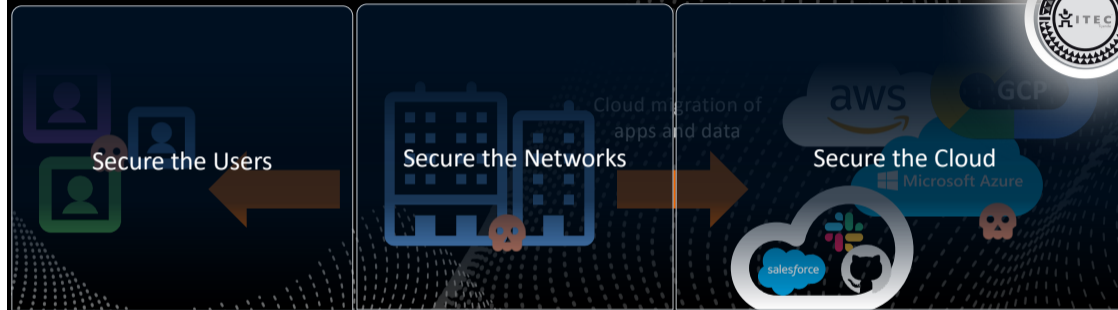 ITEC
Secure the Users
Cloud migration of
apps and data
Secure the Networks
aws
GCP
Secure the Cloud
Microsoft Azure
salesforce